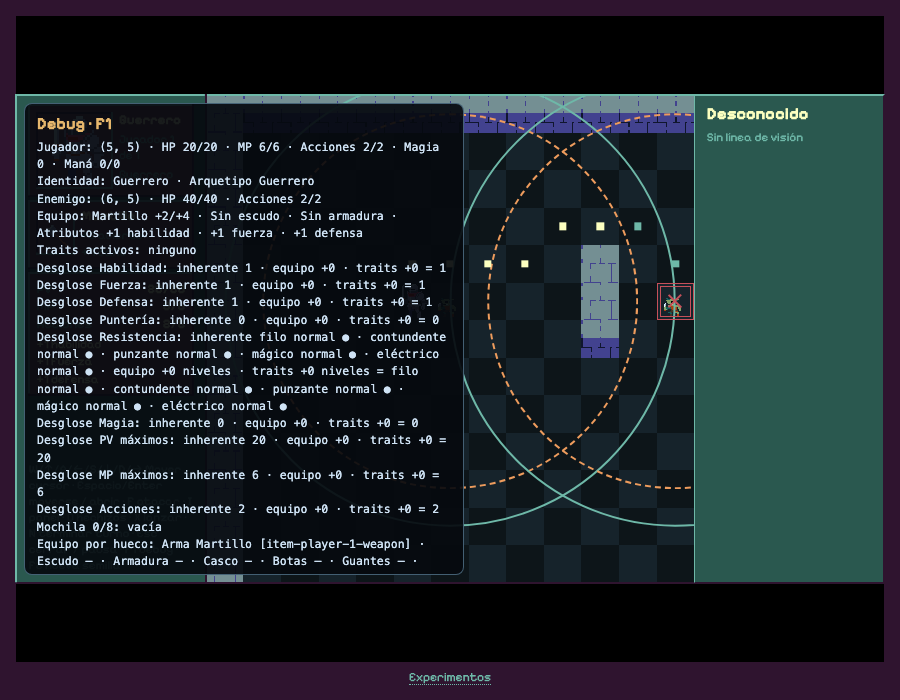 Debug·F1
Jugador: (5, 5) · HP 20/20 · MP 6/6 · Acciones 2/2 · Magia
0 · Maná 0/0
Identidad: Guerrero · Arquetipo Guerrero
Enemigo: (6, 5) · HP 40/40 · Acciones 2/2
Equipo: Martillo +2/+4 · Sin escudo · Sin armadura ·
Atributos +1 habilidad · +1 fuerza · +1 defensa
Traits activos: ninguno
Desglose Habilidad: inherente 1 · equipo +0 · traits +0 = 1
Desglose Fuerza: inherente 1 · equipo +0 · traits +0 = 1
Desglose Defensa: inherente 1 · equipo +0 · traits +0 = 1
Desglose Puntería: inherente 0 · equipo +0 · traits +0 = 0
Desglose Resistencia: inherente filo normal ● · contundente
normal ● · punzante normal ● · mágico normal ● · eléctrico
normal ● · equipo +0 niveles · traits +0 niveles = filo
normal ● · contundente normal ● · punzante normal ● ·
mágico normal ● · eléctrico normal ●
Desglose Magia: inherente 0 · equipo +0 · traits +0 = 0
Desglose PV máximos: inherente 20 · equipo +0 · traits +0 =
20
Desglose MP máximos: inherente 6 · equipo +0 · traits +0 =
6
Desglose Acciones: inherente 2 · equipo +0 · traits +0 = 2
Mochila 0/8: vacía
Equipo por hueco: Arma Martillo [item-player-1-weapon] ·
Escudo — · Armadura — · Casco — · Botas — · Guantes — ·
Desconocido
Sin línea de visión
Experimentos